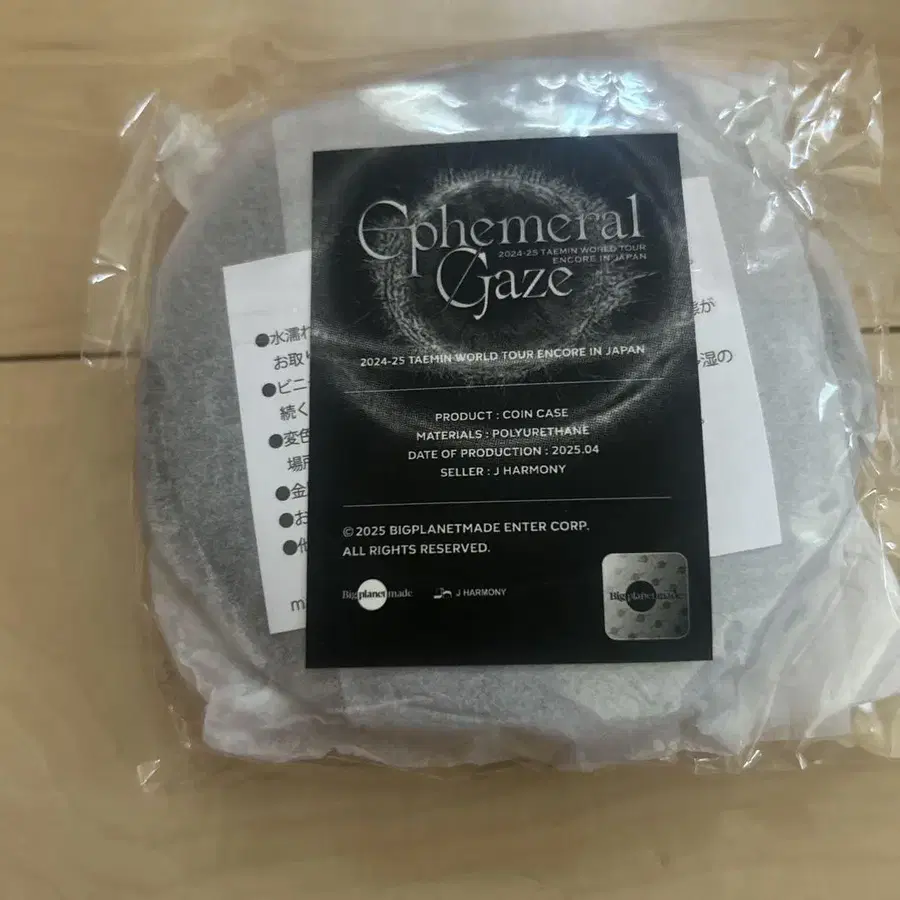 Ephemeral
2024-25 TAEMIN WORLD TOUR
ENCORE IN JAPAN
Gaze
2024-25 TAEMIN WORLD TOUR ENCORE IN JAPAN
PRODUCT : COIN CASE
MATERIALS : POLYURETHANE
DATE OF PRODUCTION : 2025.04
SELLER : J HARMONY
© 2025 BIGPLANETMADE ENTER CORP.
ALL RIGHTS RESERVED.
Bigplanetmade
J HARMONY
Bigplanetmade
●水濡れ
お取り
●ビニ
続く
●変色
場所
●金
●お
●他
m
が
湿の